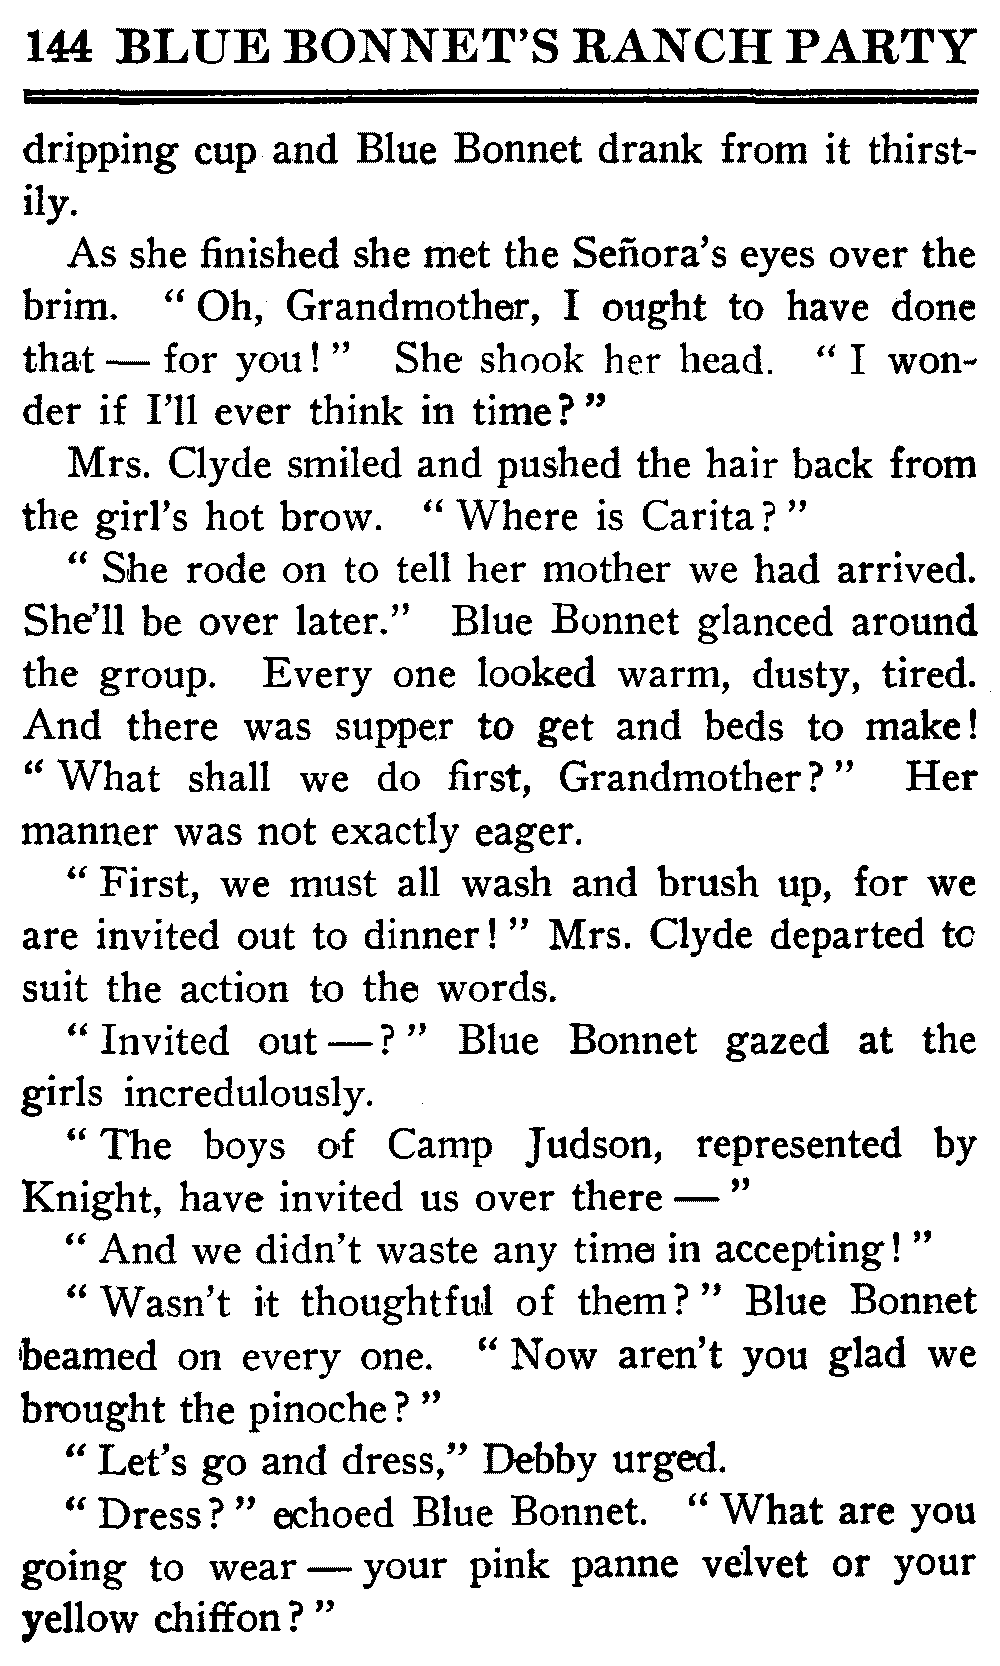 144 BLUE BONNET'S RANCH PARTY
dripping cup and Blue Bonnet drank from it thirst-
ily.
As she finished she met the Señora's eyes over the
brim. " Oh, Grandmother, I ought to have done
that — for you! " She shook her head. " I won-
der if I'll ever think in time? "
Mrs. Clyde smiled and pushed the hair back from
the girl's hot brow. " Where is Carita? "
" She rode on to tell her mother we had arrived.
She'll be over later." Blue Bonnet glanced around
the group. Every one looked warm, dusty, tired.
And there was supper to get and beds to make!
" What shall we do first, Grandmother? " Her
manner was not exactly eager.
" First, we must all wash and brush up, for we
are invited out to dinner! " Mrs. Clyde departed to
suit the action to the words.
" Invited out — ? " Blue Bonnet gazed at the
girls incredulously.
" The boys of Camp Judson, represented by
Knight, have invited us over there — "
" And we didn't waste any time in accepting! "
" Wasn't it thoughtful of them? " Blue Bonnet
beamed on every one. " Now aren't you glad we
brought the pinoche? "
" Let's go and dress," Debby urged.
" Dress? " echoed Blue Bonnet. " What are you
going to wear — your pink panne velvet or your
yellow chiffon? "